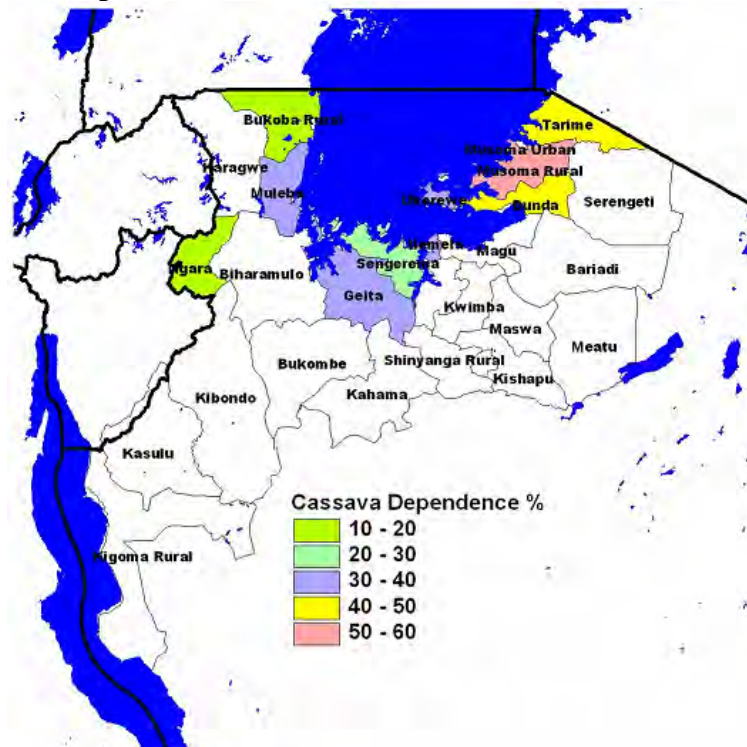 Bukoba Rural
Tarime
Musoma Urban
Musoma Rural
Karagwe
Muleba
Ukerewe
Bunda
Serengeti
Ilemela
Magu
Ngara
Biharamulo
Sengerema
Bariadi
Geita
Kwimba
Maswa
Meatu
Bukombe
Shinyanga Rural
Kishapu
Kibondo
Kahama
Kasulu
Cassava Dependence %
10 - 20
20 - 30
Kigoma Rural
30 - 40
40 - 50
50 - 60